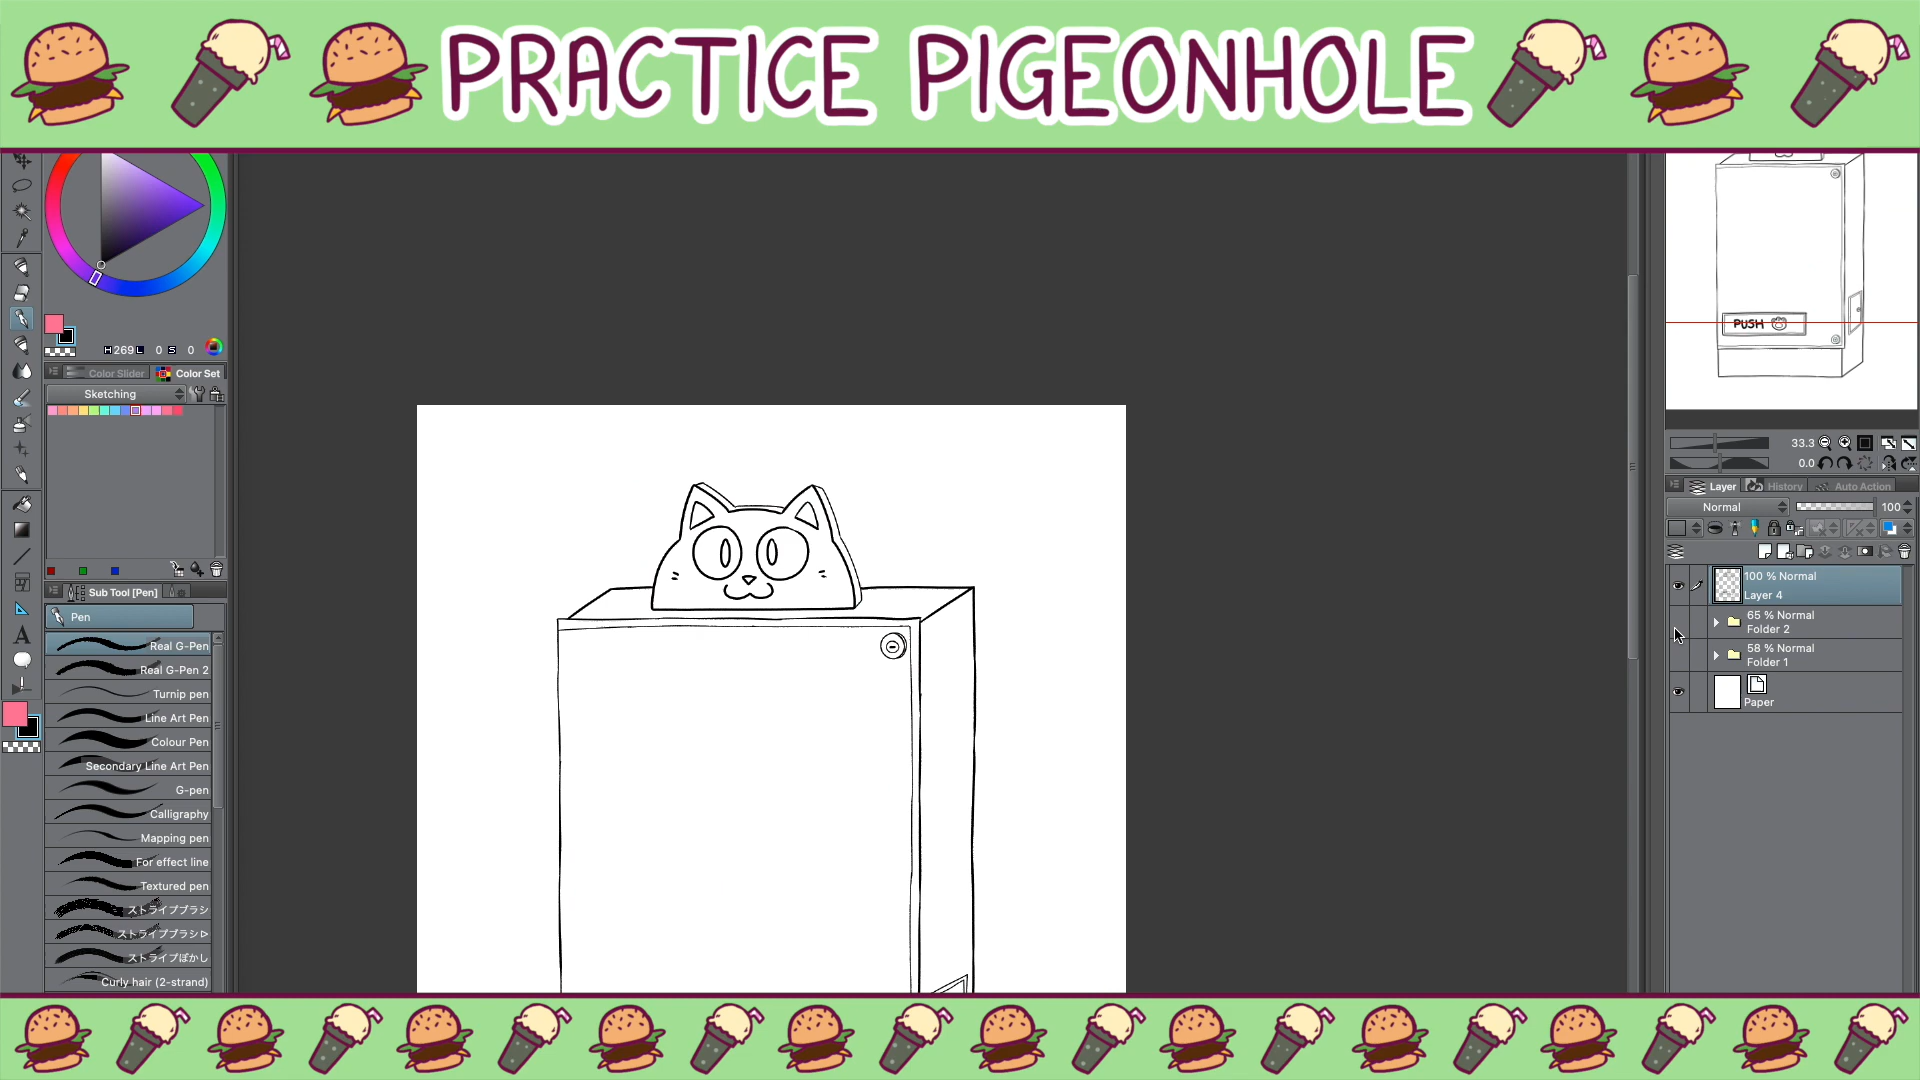 PRACTICE PIGEONHOLE
H 269 L 0 S 0
Color Slider
Color Set
Sketching
Sub Tool [Pen]
Pen
Real G-Pen
Real G-Pen 2
Turnip pen
Line Art Pen
Colour Pen
Secondary Line Art Pen
G-pen
Calligraphy
Mapping pen
For effect line
Textured pen
ストライプブラシ
ストライプブラシ▷
ストライプぼかし
Curly hair (2-strand)
PUSH
33.3
0.0
Layer
History
Auto Action
Normal
100
100 % Normal
Layer 4
65 % Normal
Folder 2
58 % Normal
Folder 1
Paper